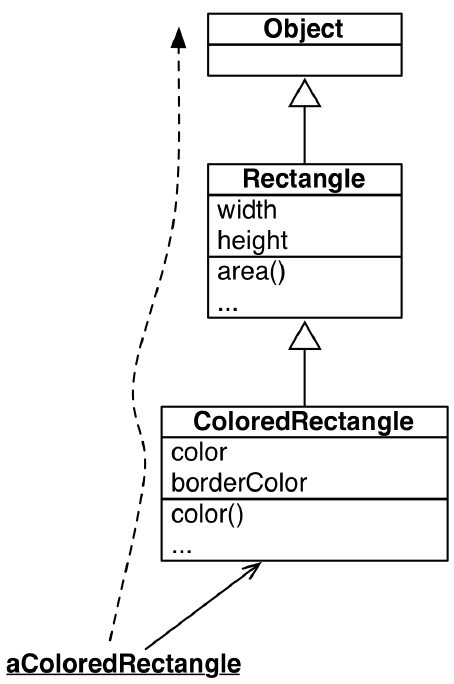 Object
Rectangle
width
height
area()
...
ColoredRectangle
color
borderColor
color()
...
aColoredRectangle